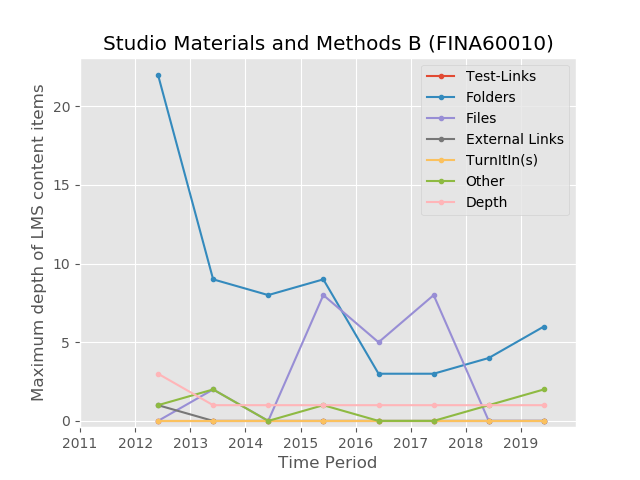 Studio Materials and Methods B (FINA60010)
Test-Links
Folders
Files
External Links
TurnItIn(s)
Other
Depth
Maximum depth of LMS content items
20
15
10
5
0
2011 2012 2013 2014 2015 2016 2017 2018 2019
Time Period